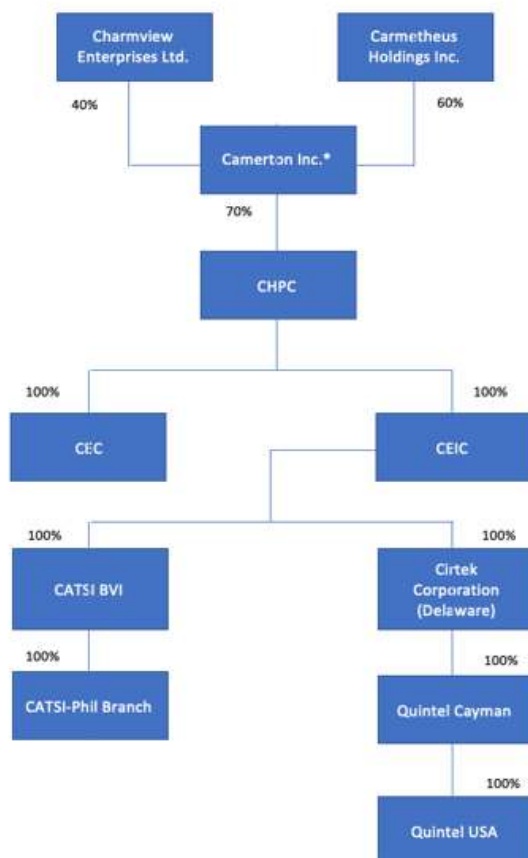 Charmview
Enterprises Ltd.
Carmetheus
Holdings Inc.
40%
60%
Camerton Inc.*
70%
CHPC
100%
100%
CEC
CEIC
100%
100%
CATSI BVI
Cirtek
Corporation
(Delaware)
100%
100%
CATSI-Phil Branch
Quintel Cayman
100%
Quintel USA